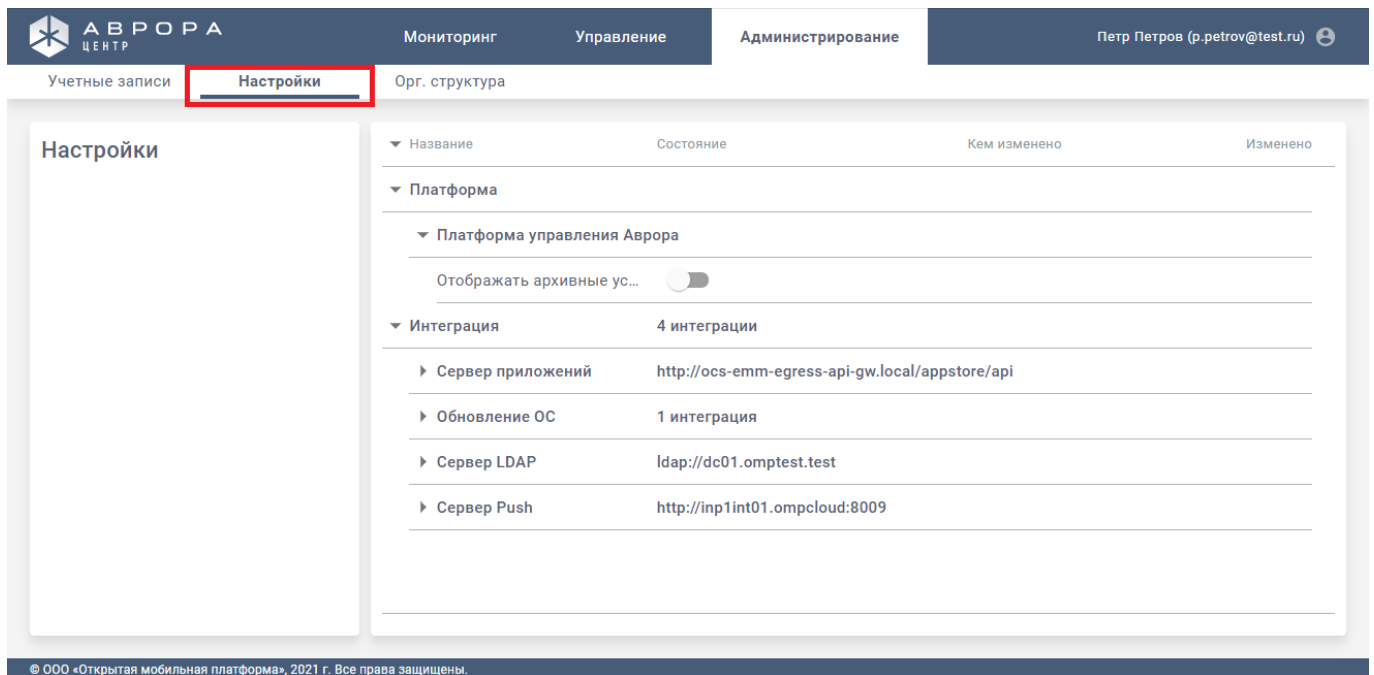 АВРОРА
ЦЕНТР
Мониторинг Управление Администрирование Петр Петров (p.petrov@test.ru)
Учетные записи Настройки Орг. структура
Настройки
Название Состояние Кем изменено Изменено
Платформа
Платформа управления Аврора
Отображать архивные ус...
Интеграция 4 интеграции
Сервер приложений http://ocs-emm-egress-api-gw.local/appstore/api
Обновление ОС 1 интеграция
Сервер LDAP ldap://dc01.omptest.test
Сервер Push http://inp1int01.ompcloud:8009
© ООО «Открытая мобильная платформа», 2021 г. Все права защищены.